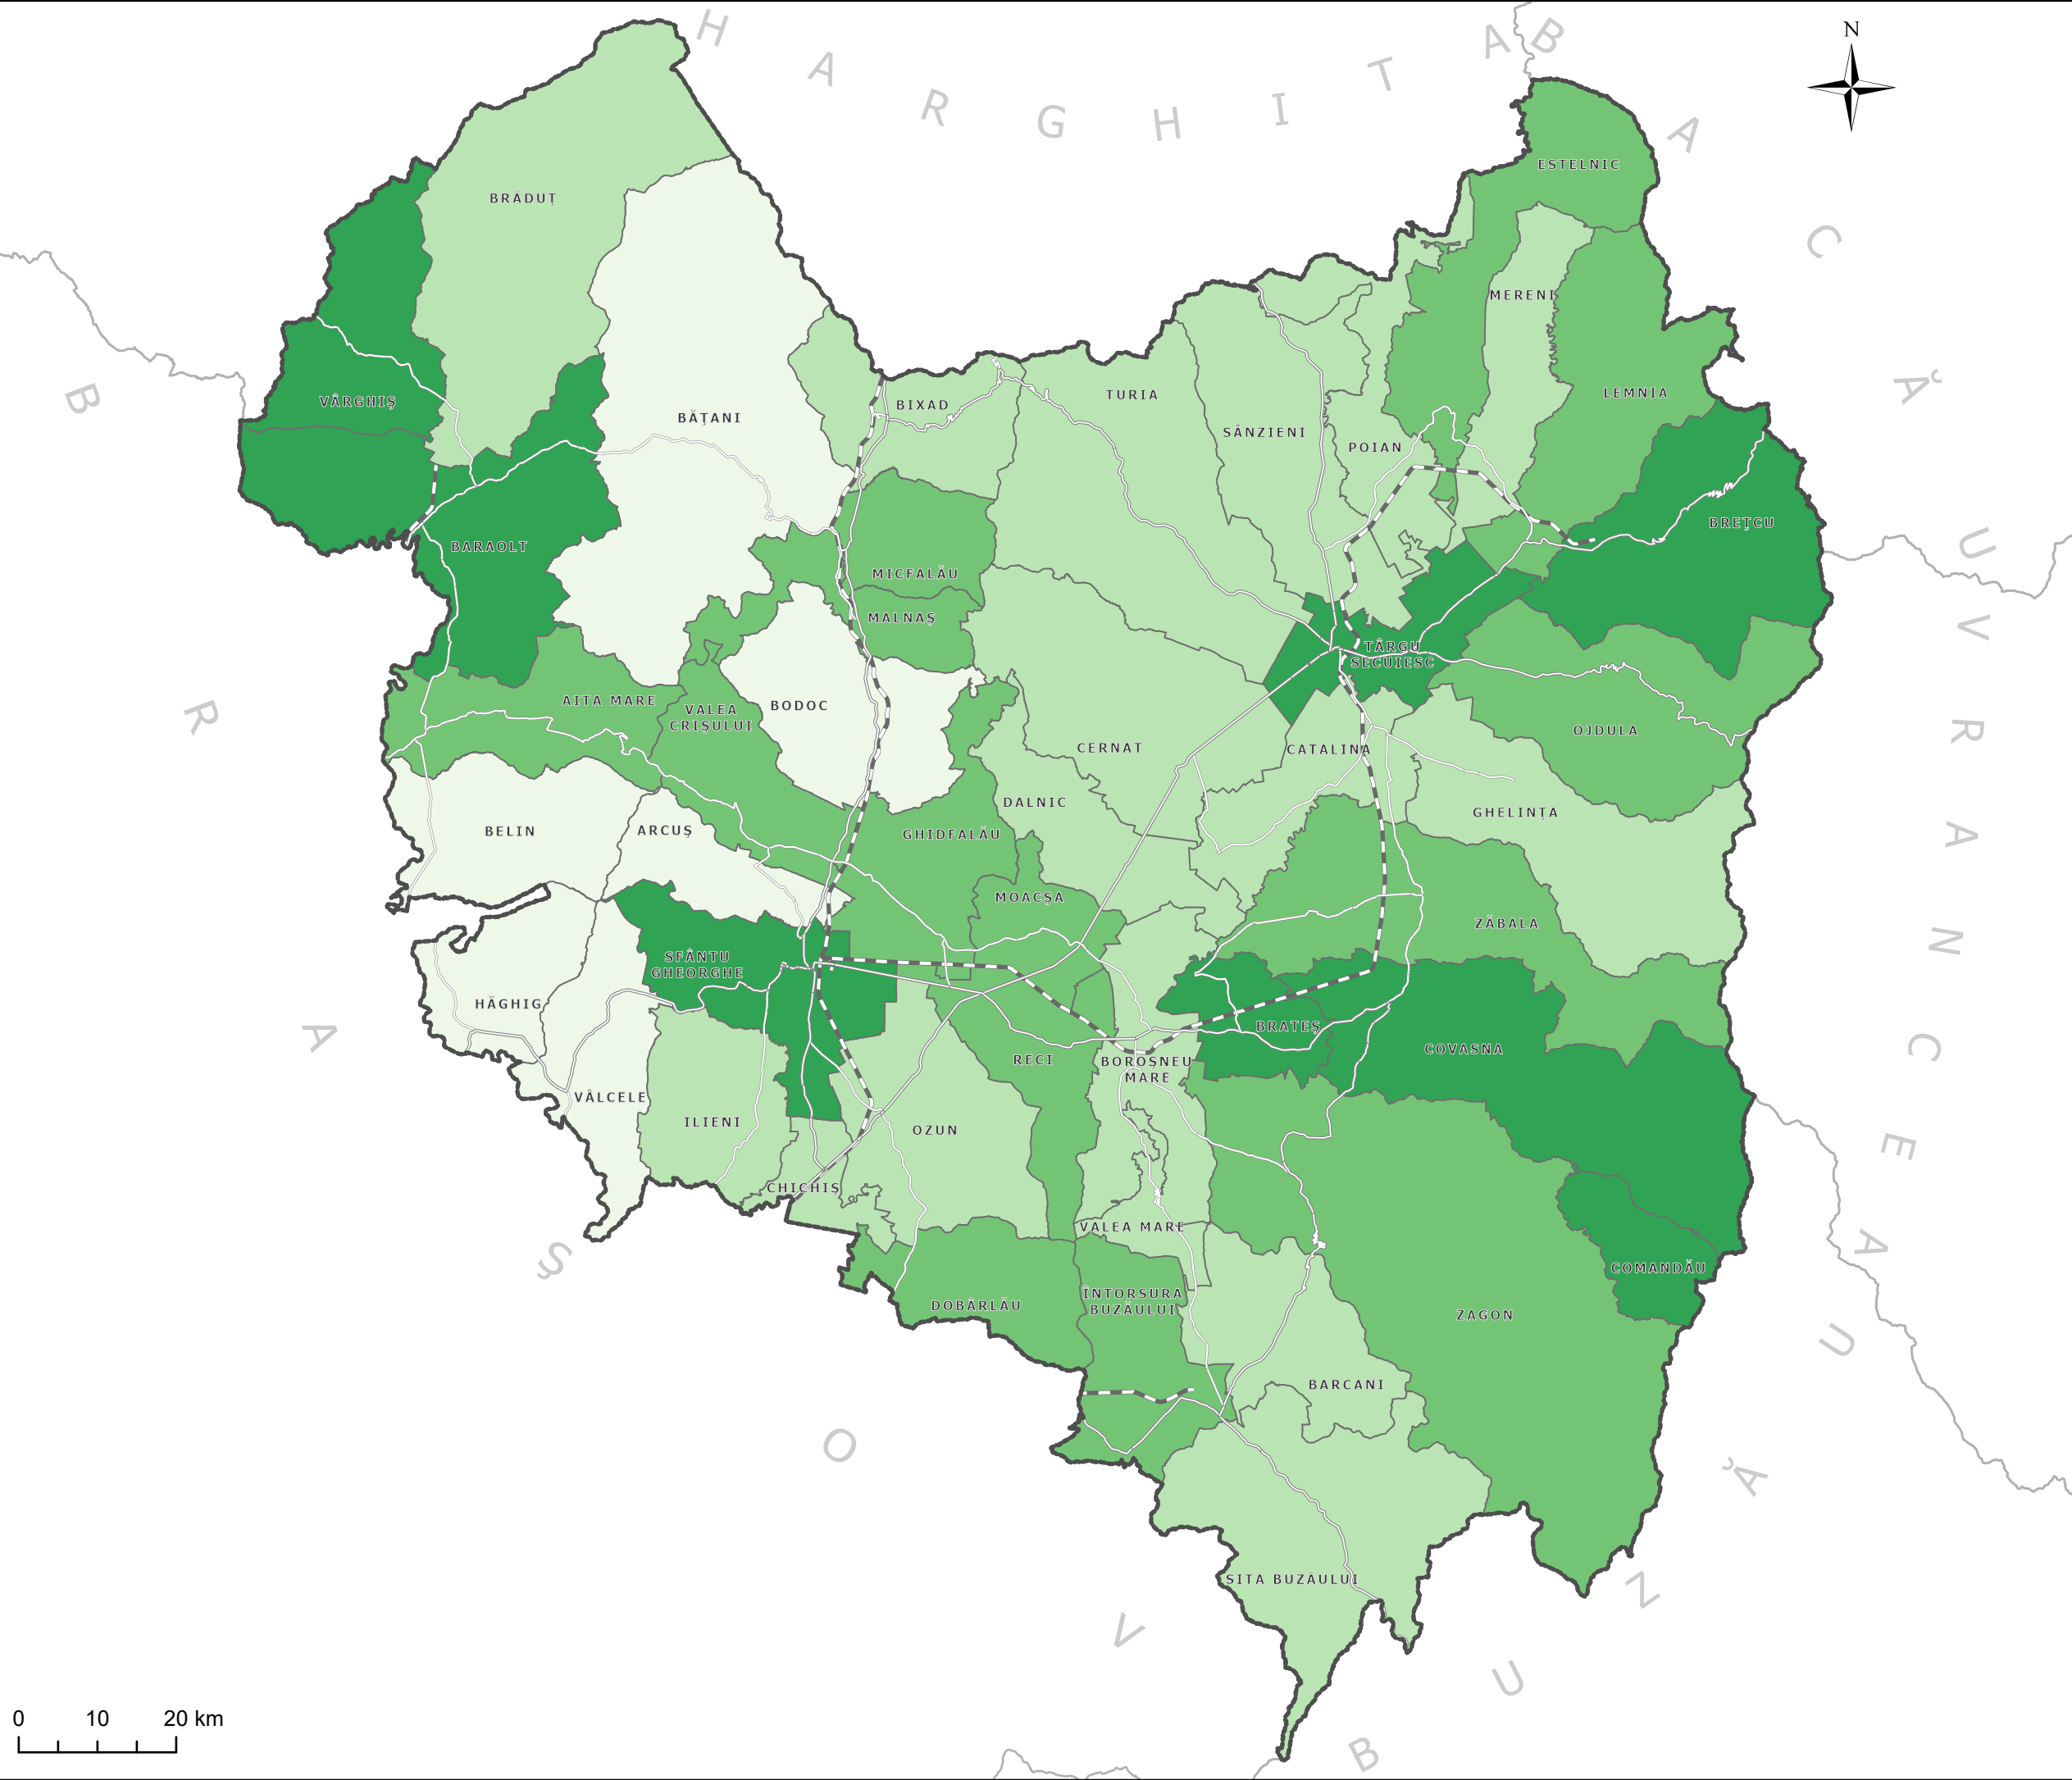 N
HARGHITA
BACĂU
VRANCEA
BUZĂU
BRAȘOV
ESTELNIC
BRĂDUȚ
MERENI
LEMNIA
VÂRGHIȘ
BĂȚANI
BIXAD
TURIA
SÂNZIENI
POIAN
BREȚCU
BARAOLT
MICFALĂU
MALNAȘ
TÂRGU
SECUIESC
AITA MARE
VALEA
CRIȘULUI
BODOC
CERNAT
CATALINA
OJDULA
DALNIC
GHELINȚA
BELIN
ARCUȘ
GHIDFALĂU
MOACȘA
ZĂBALA
SFÂNTU
GHEORGHE
HĂGHIG
BRATEȘ
COVASNA
RECI
BOROȘNEU
MARE
VÂLCELE
ILIENI
OZUN
CHICHIȘ
VALEA MARE
COMANDĂU
DOBÂRLĂU
ÎNTORSURA
BUZĂULUI
ZAGON
BARCANI
SITA BUZĂULUI
0 10 20 km